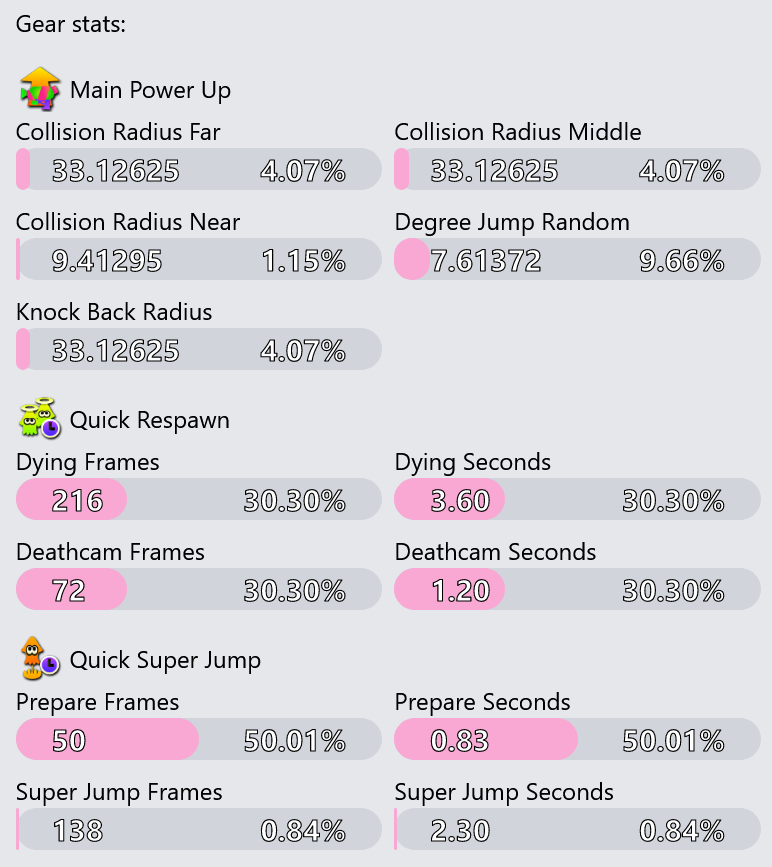 Gear stats:
Main Power Up
Collision Radius Far
33.12625 4.07%
Collision Radius Middle
33.12625 4.07%
Collision Radius Near
9.41295 1.15%
Degree Jump Random
7.61372 9.66%
Knock Back Radius
33.12625 4.07%
Quick Respawn
Dying Frames
216 30.30%
Dying Seconds
3.60 30.30%
Deathcam Frames
72 30.30%
Deathcam Seconds
1.20 30.30%
Quick Super Jump
Prepare Frames
50 50.01%
Prepare Seconds
0.83 50.01%
Super Jump Frames
138 0.84%
Super Jump Seconds
2.30 0.84%